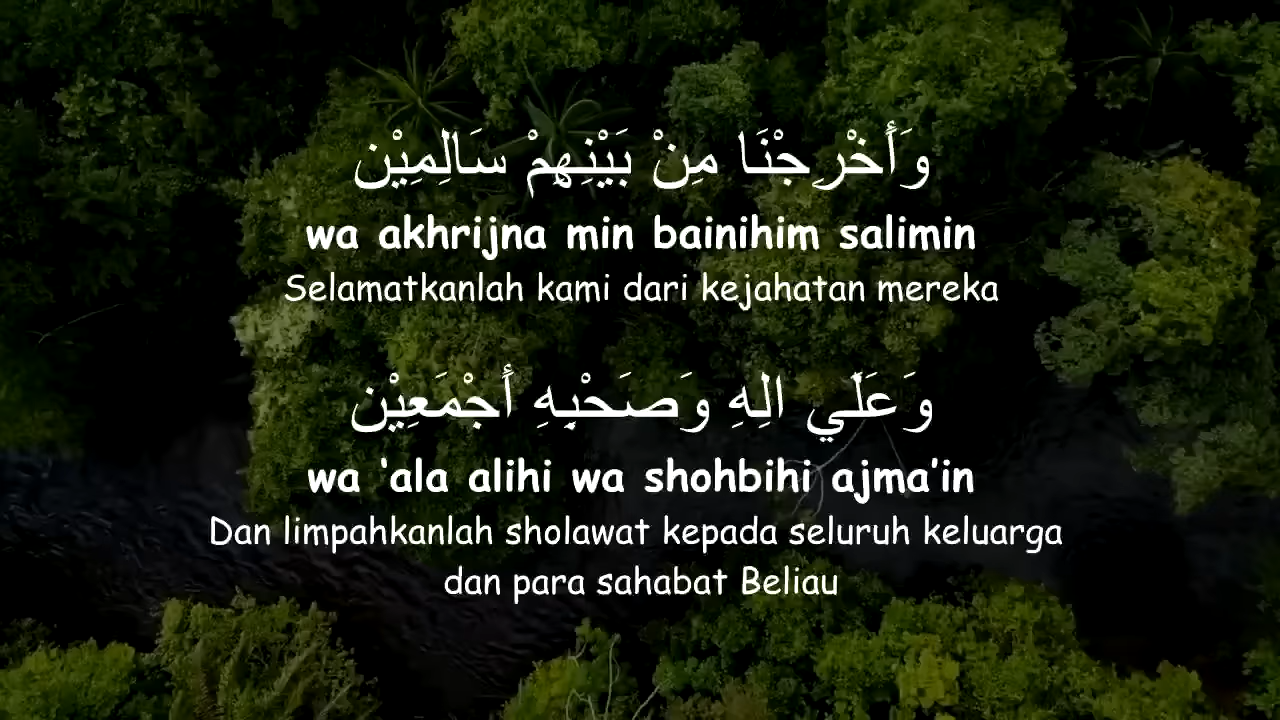 وَأَخْرِجْنَا مِنْ بَيْنِهِمْ سَالِمِيْن
wa akhrijna min bainihim salimin
Selamatkanlah kami dari kejahatan mereka
وَعَلَي الِهِ وَصَحْبِهِ أَجْمَعِيْن
wa ‘ala alihi wa shohbihi ajma’in
Dan limpahkanlah sholawat kepada seluruh keluarga
dan para sahabat Beliau